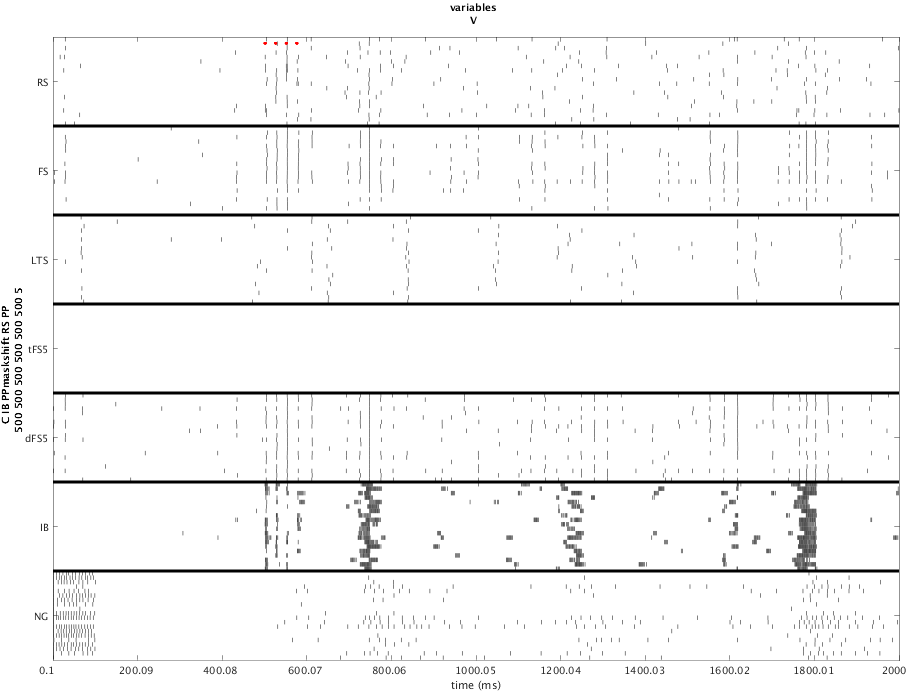 variables
V
RS
FS
LTS
tFS5
dFS5
IB
NG
C IB PPmaskshift RS PP
500 500 500 500 500 500 5
0.1 200.09 400.08 600.07 800.06 1000.05 1200.04 1400.03 1600.02 1800.01 2000
time (ms)